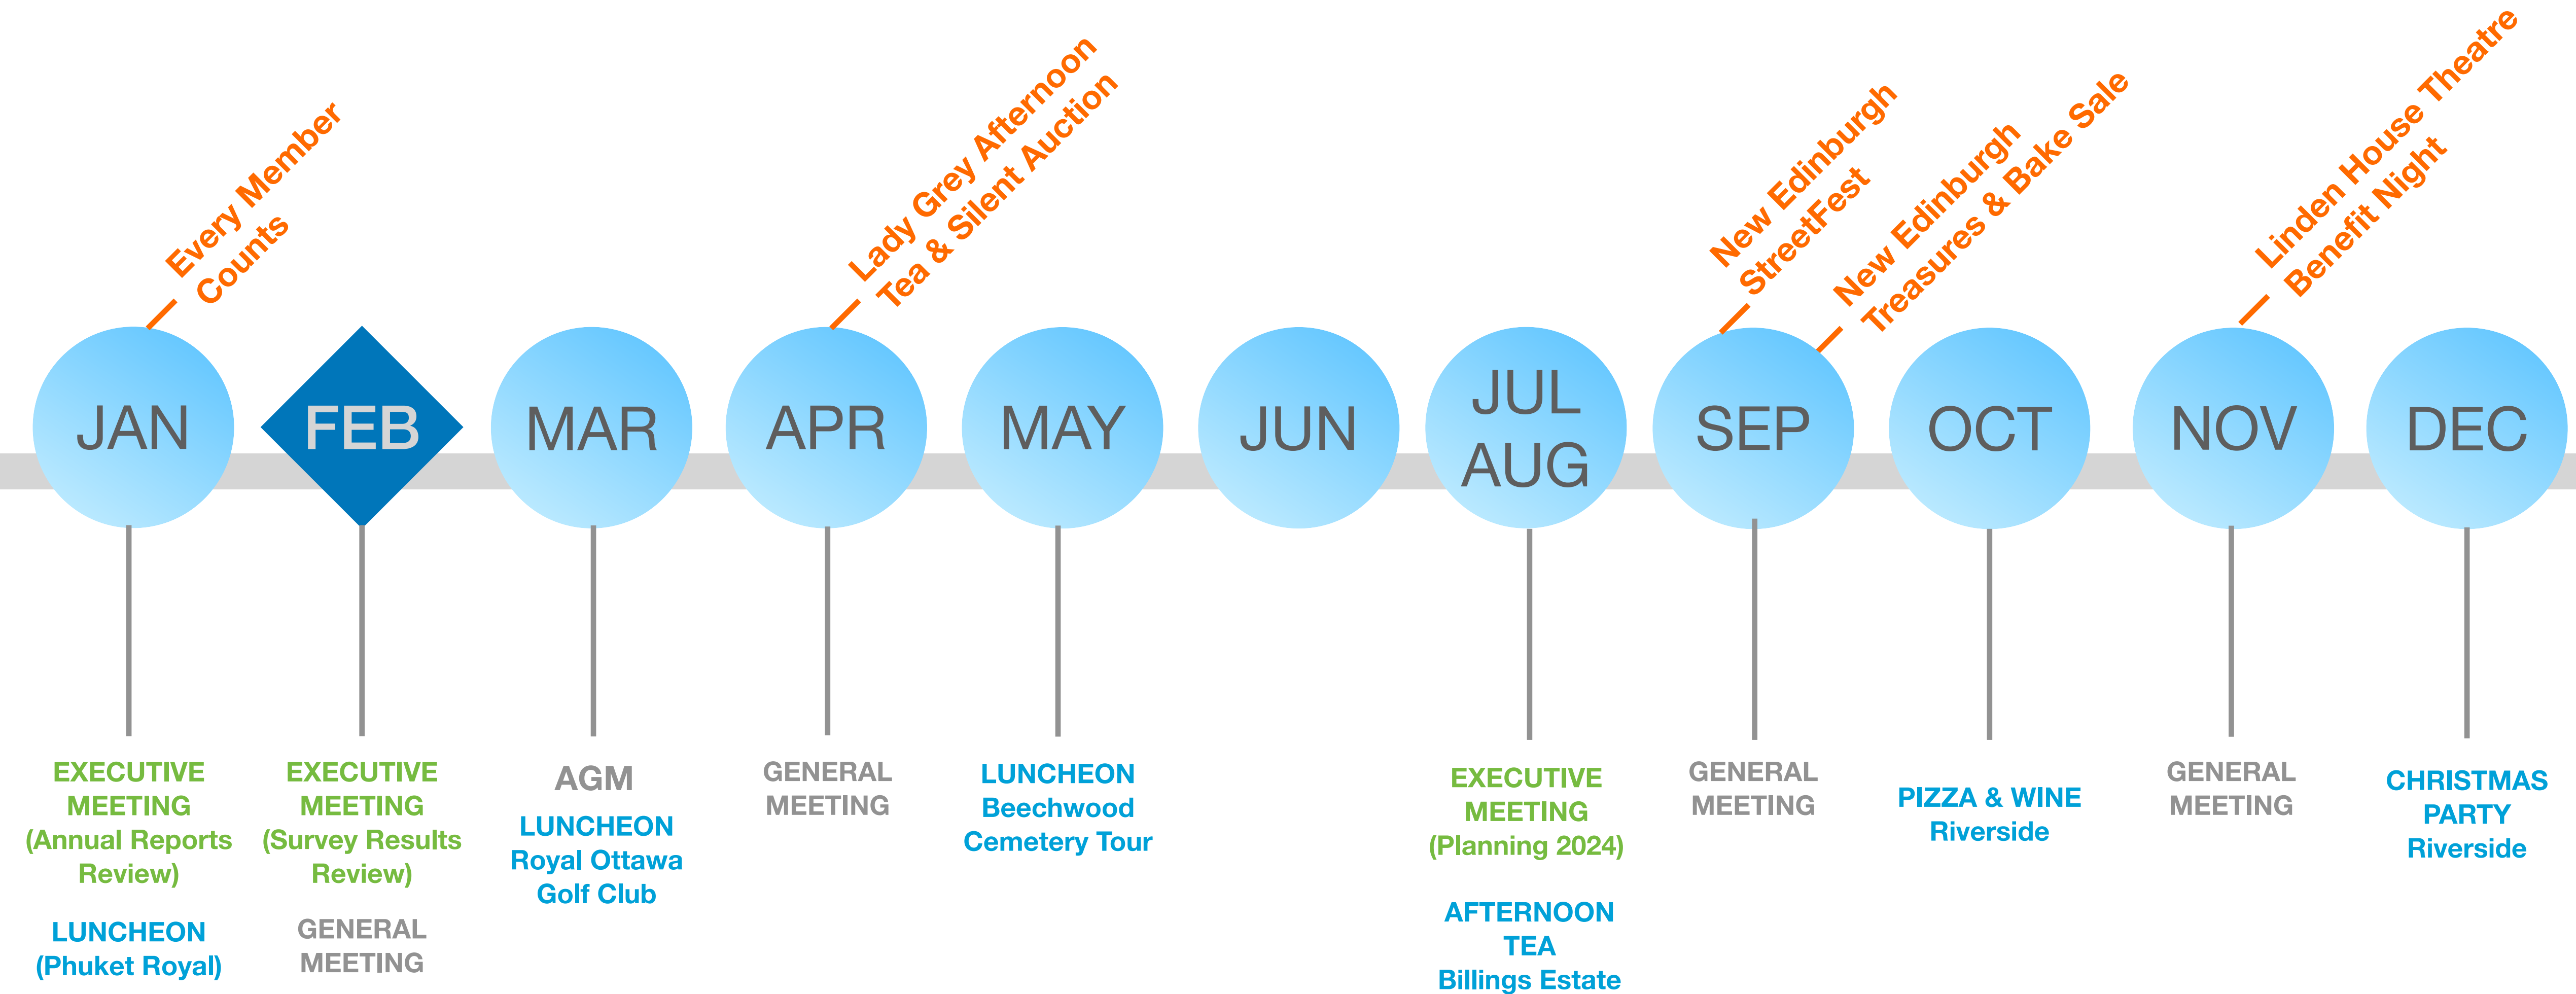 Every Member
Counts
Lady Grey Afternoon
Tea & Silent Auction
New Edinburgh
StreetFest
New Edinburgh
Treasures & Bake Sale
Linden House Theatre
Benefit Night
JAN
FEB
MAR
APR
MAY
JUN
JUL
AUG
SEP
OCT
NOV
DEC
EXECUTIVE
MEETING
(Annual Reports
Review)
LUNCHEON
(Phuket Royal)
EXECUTIVE
MEETING
(Survey Results
Review)
GENERAL
MEETING
AGM
LUNCHEON
Royal Ottawa
Golf Club
GENERAL
MEETING
LUNCHEON
Beechwood
Cemetery Tour
EXECUTIVE
MEETING
(Planning 2024)
AFTERNOON
TEA
Billings Estate
GENERAL
MEETING
PIZZA & WINE
Riverside
GENERAL
MEETING
CHRISTMAS
PARTY
Riverside